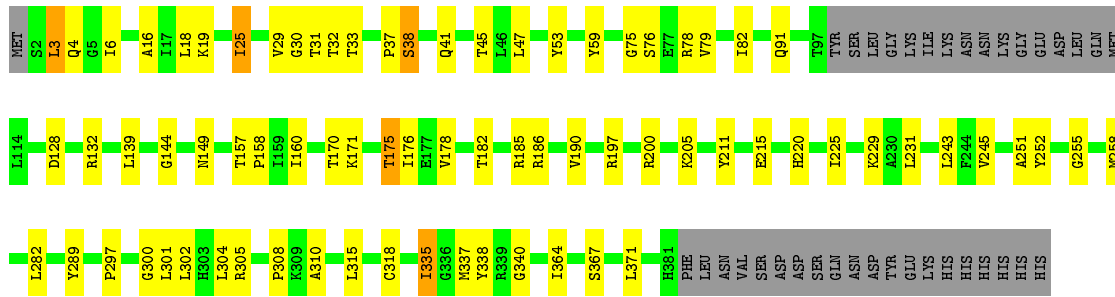 MET S2 L3 Q4 G5 I6 A16 I17 L18 K19 I25 V29 G30 T31 T32 T33 P37 S38 Q41 T45 L46 L47 Y53 Y59 G75 S76 E77 R78 V79 I82 Q91 T97 TYR SER LEU GLY LYS ILE LYS ASN ASN LYS GLY GLU ASP LEU GLN MET
L114 D128 R132 L139 G144 N149 T157 P158 I159 I160 T170 K171 T175 I176 E177 V178 T182 R185 R186 V190 R197 R200 K205 Y211 E215 H220 I225 K229 A230 L231 L243 F244 V245 A251 Y252 G255
L282 Y289 P297 G300 L301 L302 H303 L304 R305 P308 K309 A310 L315 C318 I335 G336 M337 Y338 R339 G340 I364 S367 L371 H381 PHE LEU ASN VAL SER ASP ASP SER GLN ASN ASP TYR GLU LYS HIS HIS HIS HIS HIS HIS